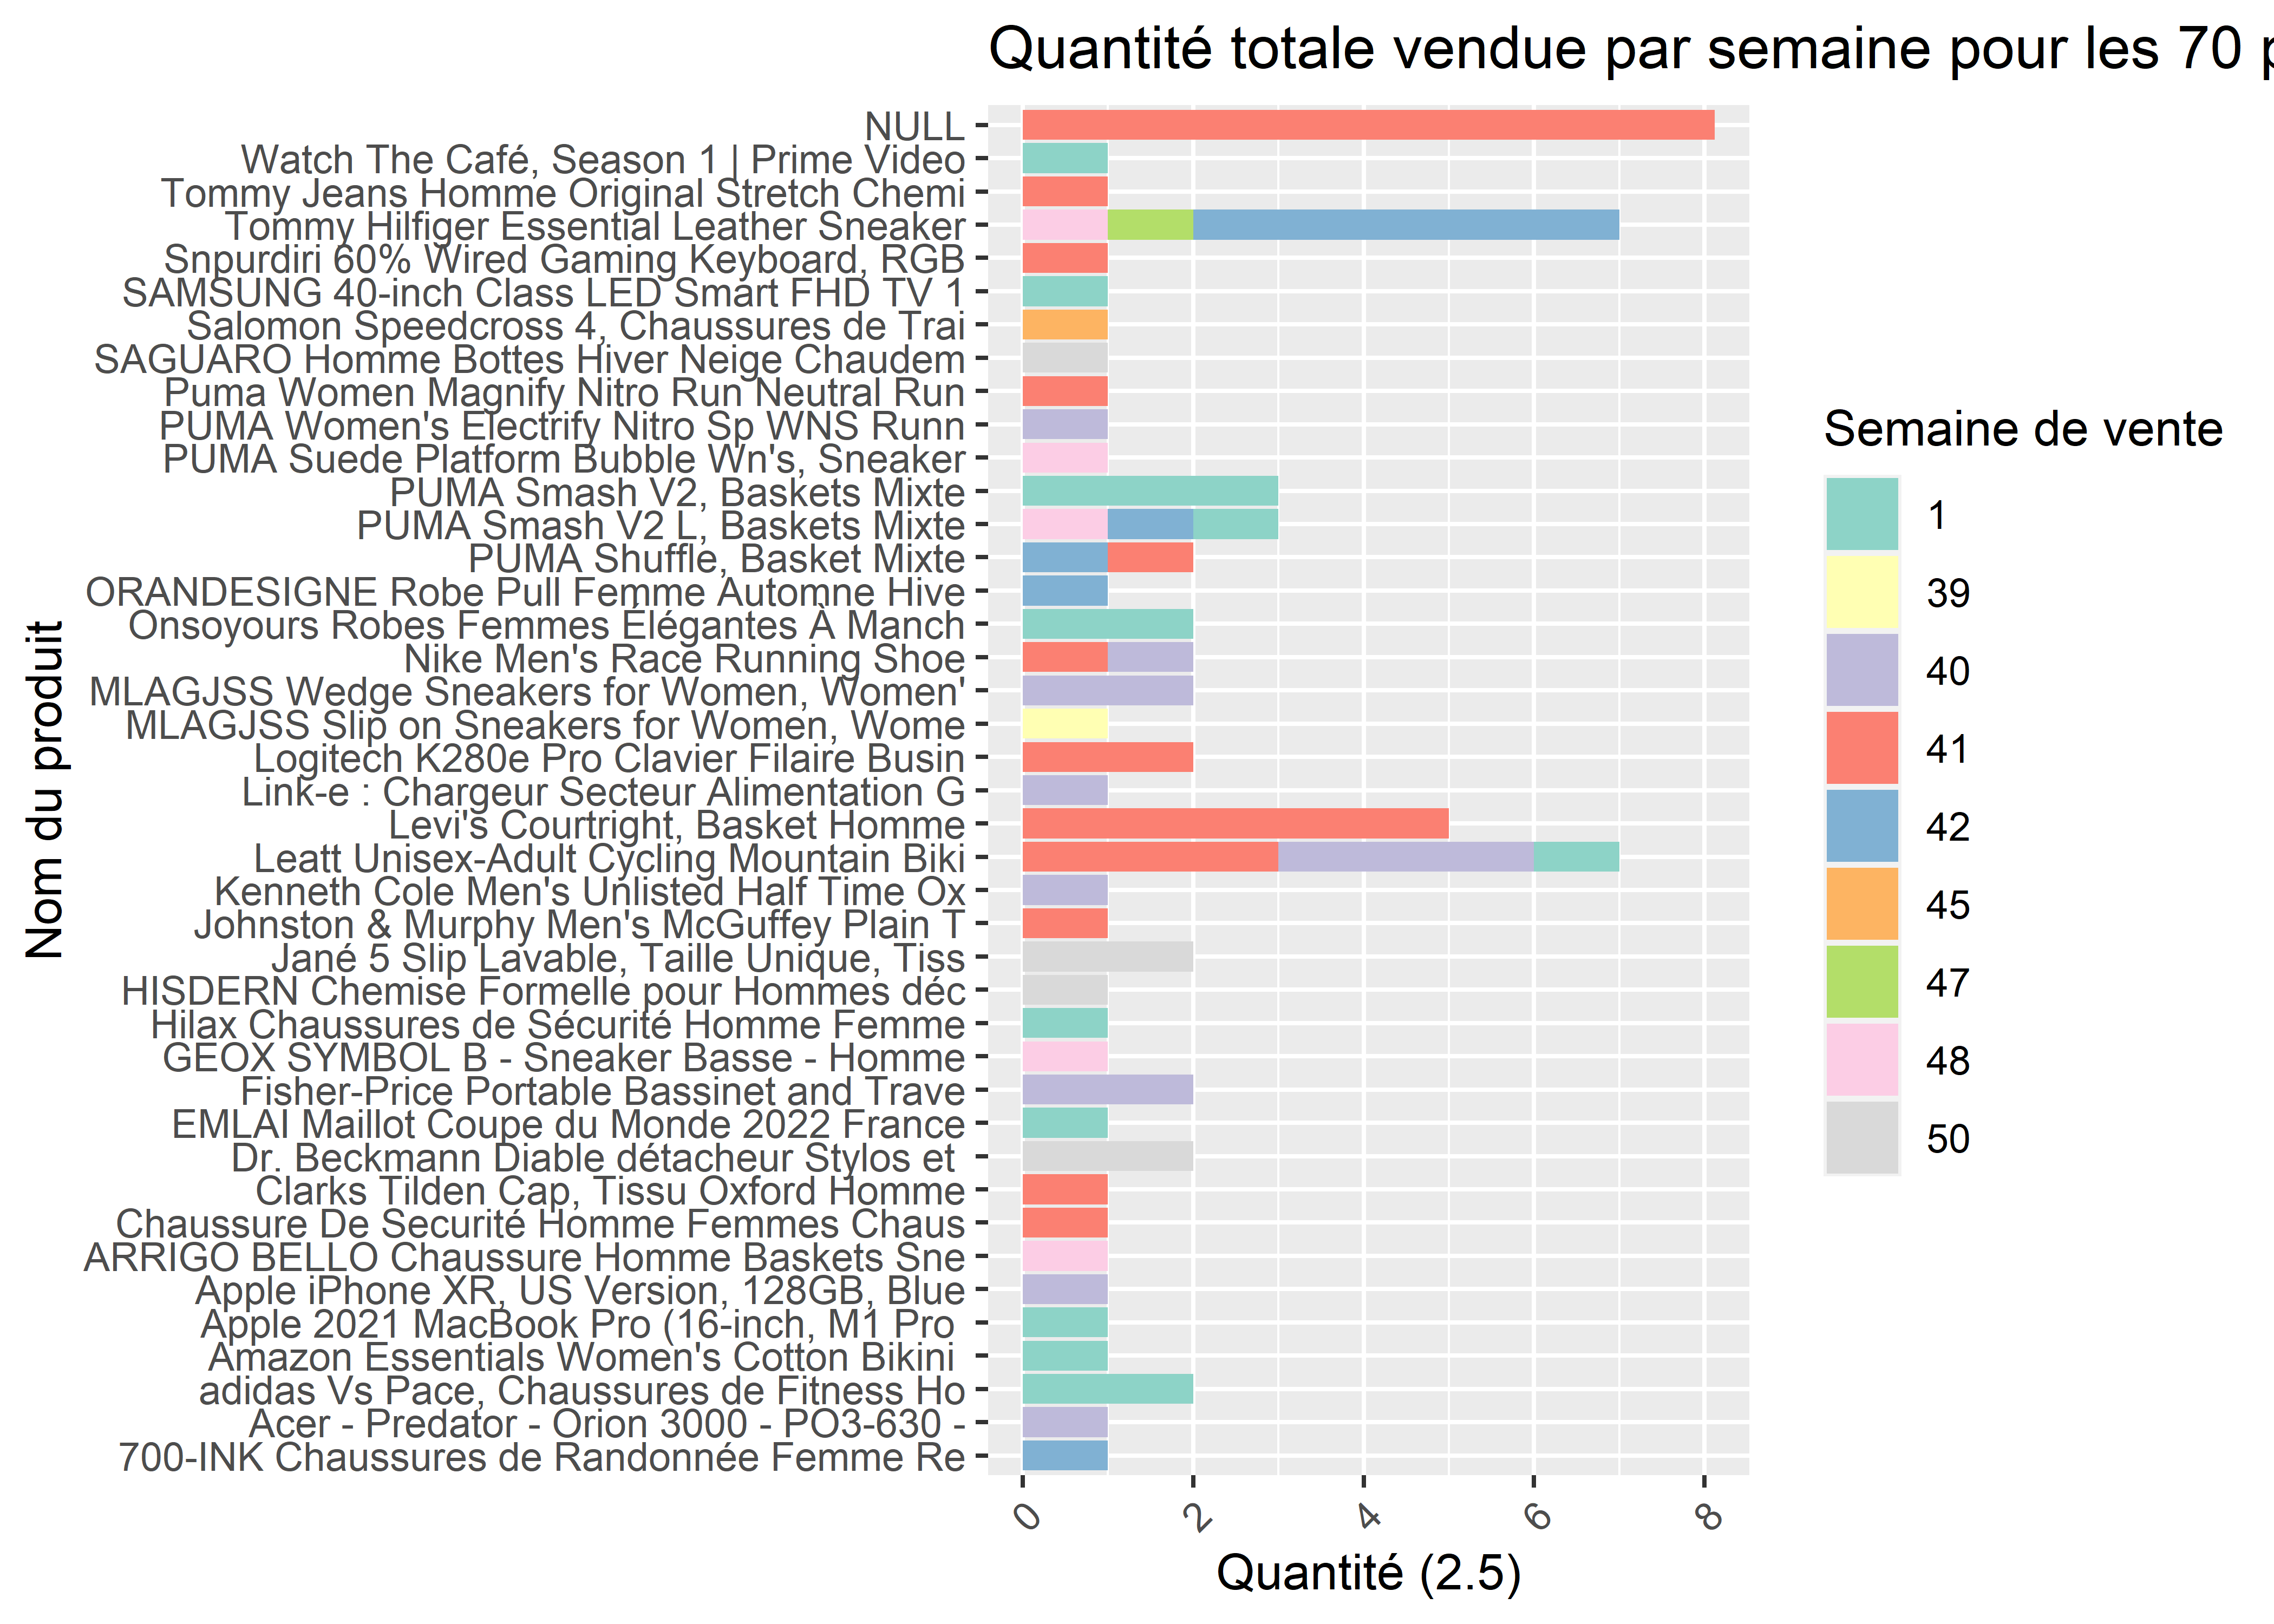 Quantité totale vendue par semaine pour les 70 p
NULL
Watch The Café, Season 1 | Prime Video
Tommy Jeans Homme Original Stretch Chemi
Tommy Hilfiger Essential Leather Sneaker
Snpurdiri 60% Wired Gaming Keyboard, RGB
SAMSUNG 40-inch Class LED Smart FHD TV 1
Salomon Speedcross 4, Chaussures de Trai
SAGUARO Homme Bottes Hiver Neige Chaudem
Puma Women Magnify Nitro Run Neutral Run
PUMA Women's Electrify Nitro Sp WNS Runn
PUMA Suede Platform Bubble Wn's, Sneaker
PUMA Smash V2, Baskets Mixte
PUMA Smash V2 L, Baskets Mixte
PUMA Shuffle, Basket Mixte
ORANDESIGNE Robe Pull Femme Automne Hive
Onsoyours Robes Femmes Élégantes À Manch
Nike Men's Race Running Shoe
MLAGJSS Wedge Sneakers for Women, Women'
MLAGJSS Slip on Sneakers for Women, Wome
Logitech K280e Pro Clavier Filaire Busin
Link-e : Chargeur Secteur Alimentation G
Levi's Courtright, Basket Homme
Leatt Unisex-Adult Cycling Mountain Biki
Kenneth Cole Men's Unlisted Half Time Ox
Johnston & Murphy Men's McGuffey Plain T
Jané 5 Slip Lavable, Taille Unique, Tiss
HISDERN Chemise Formelle pour Hommes déc
Hilax Chaussures de Sécurité Homme Femme
GEOX SYMBOL B - Sneaker Basse - Homme
Fisher-Price Portable Bassinet and Trave
EMLAI Maillot Coupe du Monde 2022 France
Dr. Beckmann Diable détacheur Stylos et
Clarks Tilden Cap, Tissu Oxford Homme
Chaussure De Securité Homme Femmes Chaus
ARRIGO BELLO Chaussure Homme Baskets Sne
Apple iPhone XR, US Version, 128GB, Blue
Apple 2021 MacBook Pro (16-inch, M1 Pro
Amazon Essentials Women's Cotton Bikini
adidas Vs Pace, Chaussures de Fitness Ho
Acer - Predator - Orion 3000 - PO3-630 -
700-INK Chaussures de Randonnée Femme Re
Nom du produit
0
2
4
6
8
Quantité (2.5)
Semaine de vente
1
39
40
41
42
45
47
48
50